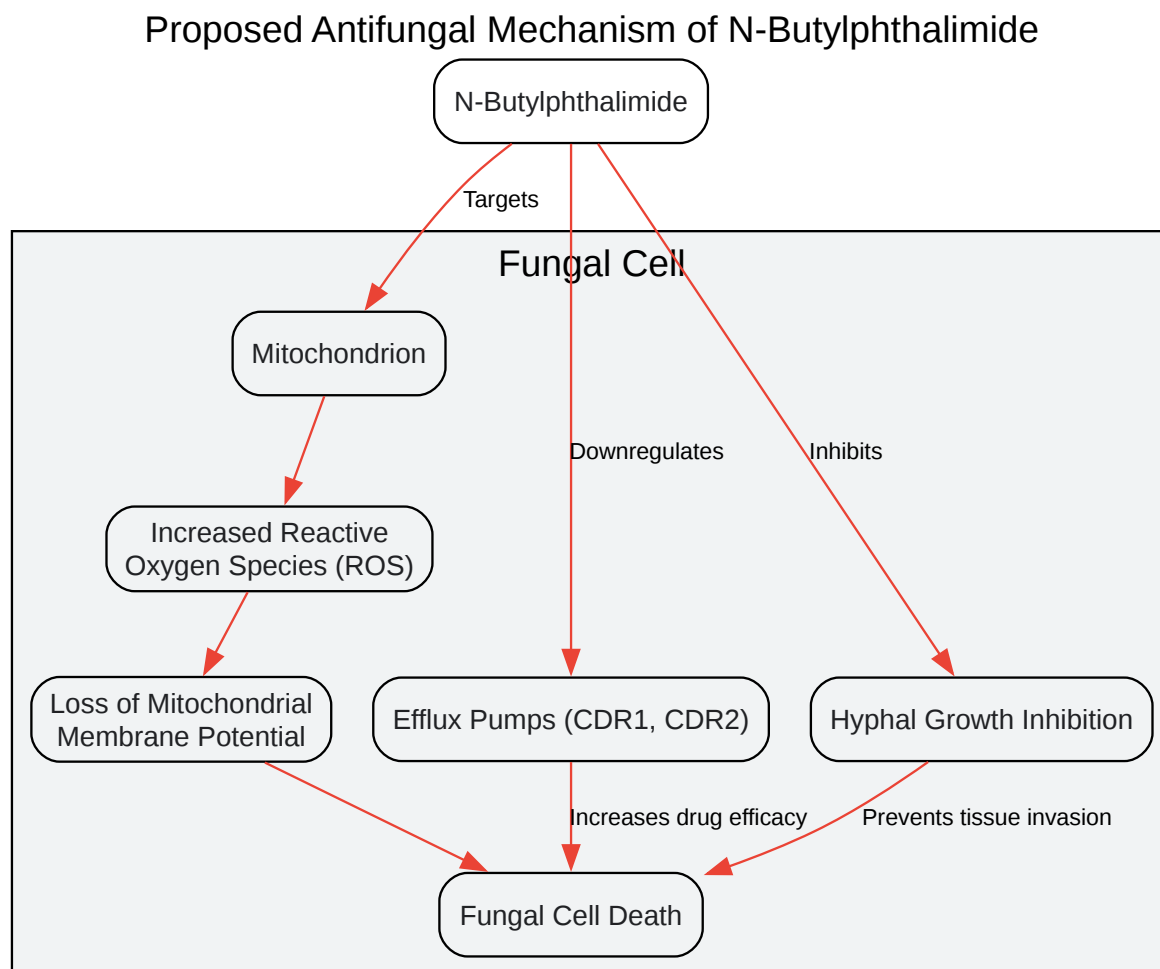 Proposed Antifungal Mechanism of N-Butylphthalimide
N-Butylphthalimide
Targets
Fungal Cell
Mitochondrion
Downregulates
Inhibits
Increased Reactive
Oxygen Species (ROS)
Loss of Mitochondrial
Membrane Potential
Efflux Pumps (CDR1, CDR2)
Hyphal Growth Inhibition
Increases drug efficacy
Prevents tissue invasion
Fungal Cell Death